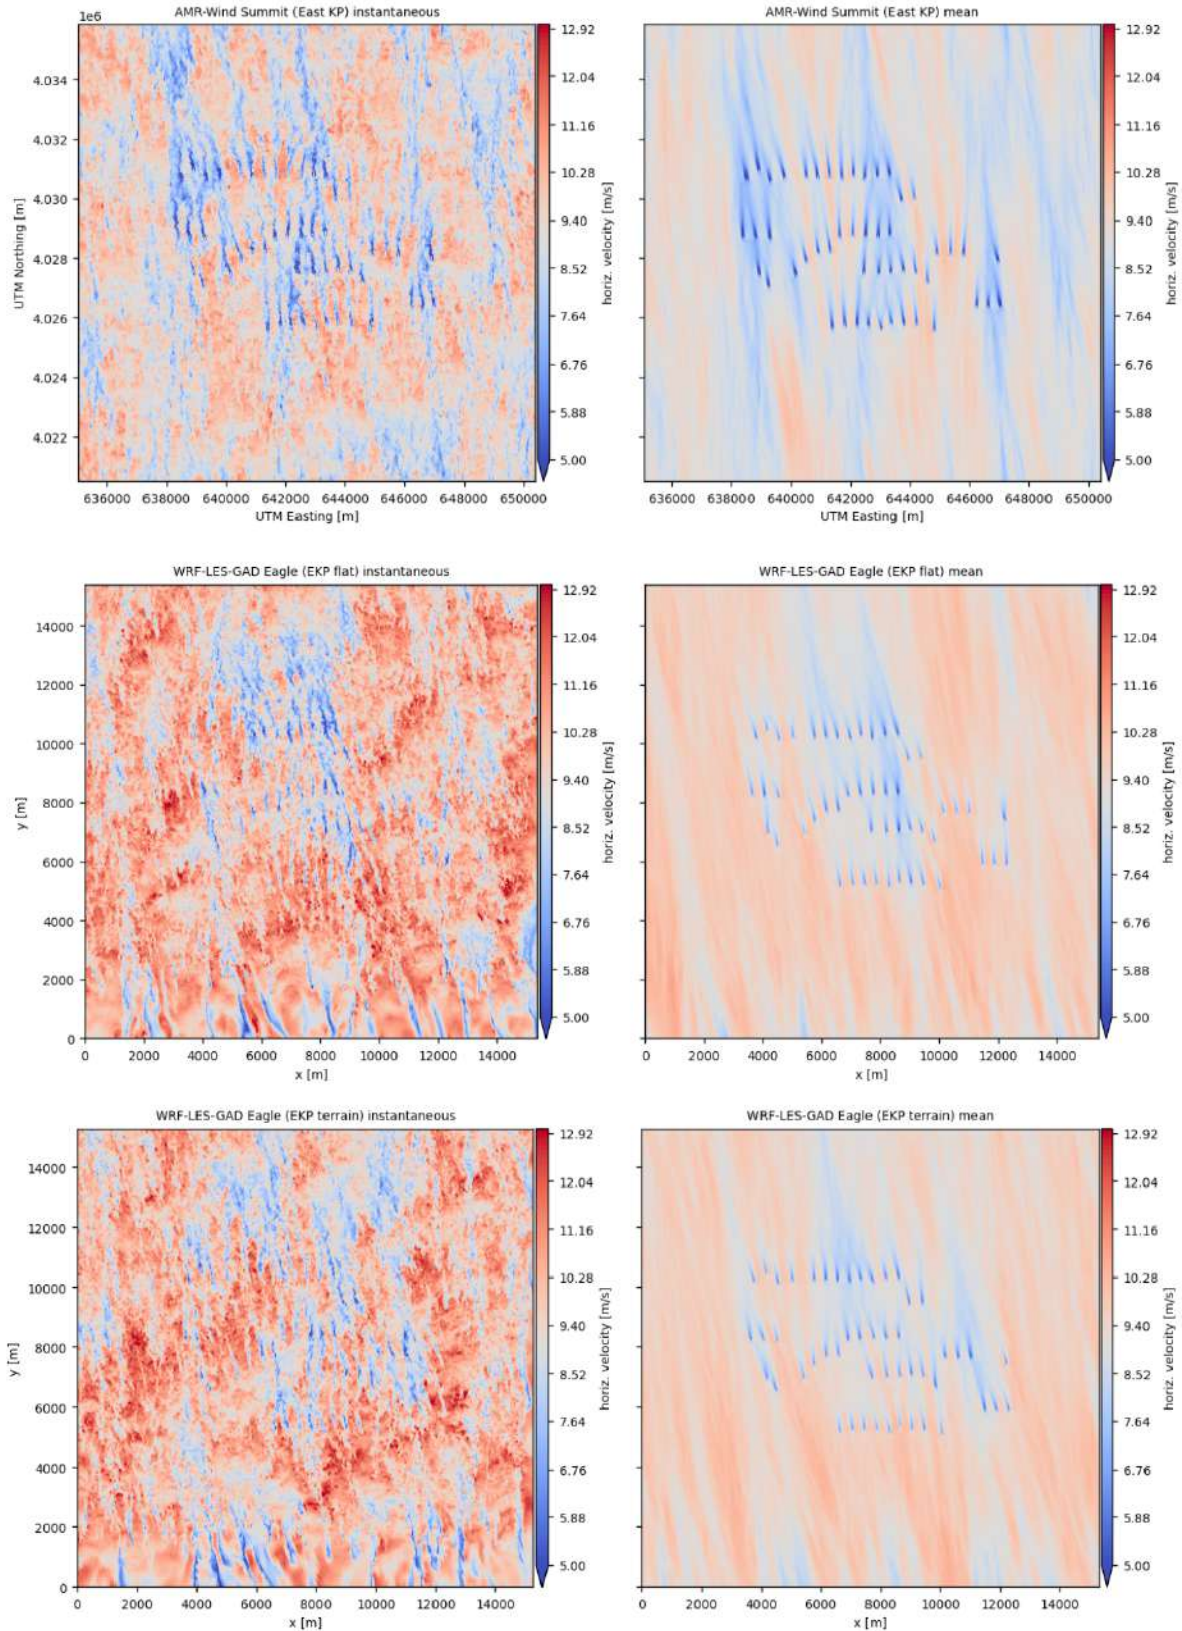 AMR-Wind Summit (East KP) instantaneous
1e6
4.034
4.032
4.030
4.028
4.026
4.024
4.022
UTM Northing [m]
636000 638000 640000 642000 644000 646000 648000 650000
UTM Easting [m]
12.92
12.04
11.16
10.28
9.40
8.52
7.64
6.76
5.88
5.00
horiz. velocity [m/s]
AMR-Wind Summit (East KP) mean
636000 638000 640000 642000 644000 646000 648000 650000
UTM Easting [m]
12.92
12.04
11.16
10.28
9.40
8.52
7.64
6.76
5.88
5.00
horiz. velocity [m/s]
WRF-LES-GAD Eagle (EKP flat) instantaneous
14000
12000
10000
8000
6000
4000
2000
0
y [m]
0 2000 4000 6000 8000 10000 12000 14000
x [m]
12.92
12.04
11.16
10.28
9.40
8.52
7.64
6.76
5.88
5.00
horiz. velocity [m/s]
WRF-LES-GAD Eagle (EKP flat) mean
0 2000 4000 6000 8000 10000 12000 14000
x [m]
12.92
12.04
11.16
10.28
9.40
8.52
7.64
6.76
5.88
5.00
horiz. velocity [m/s]
WRF-LES-GAD Eagle (EKP terrain) instantaneous
14000
12000
10000
8000
6000
4000
2000
0
y [m]
0 2000 4000 6000 8000 10000 12000 14000
x [m]
12.92
12.04
11.16
10.28
9.40
8.52
7.64
6.76
5.88
5.00
horiz. velocity [m/s]
WRF-LES-GAD Eagle (EKP terrain) mean
0 2000 4000 6000 8000 10000 12000 14000
x [m]
12.92
12.04
11.16
10.28
9.40
8.52
7.64
6.76
5.88
5.00
horiz. velocity [m/s]